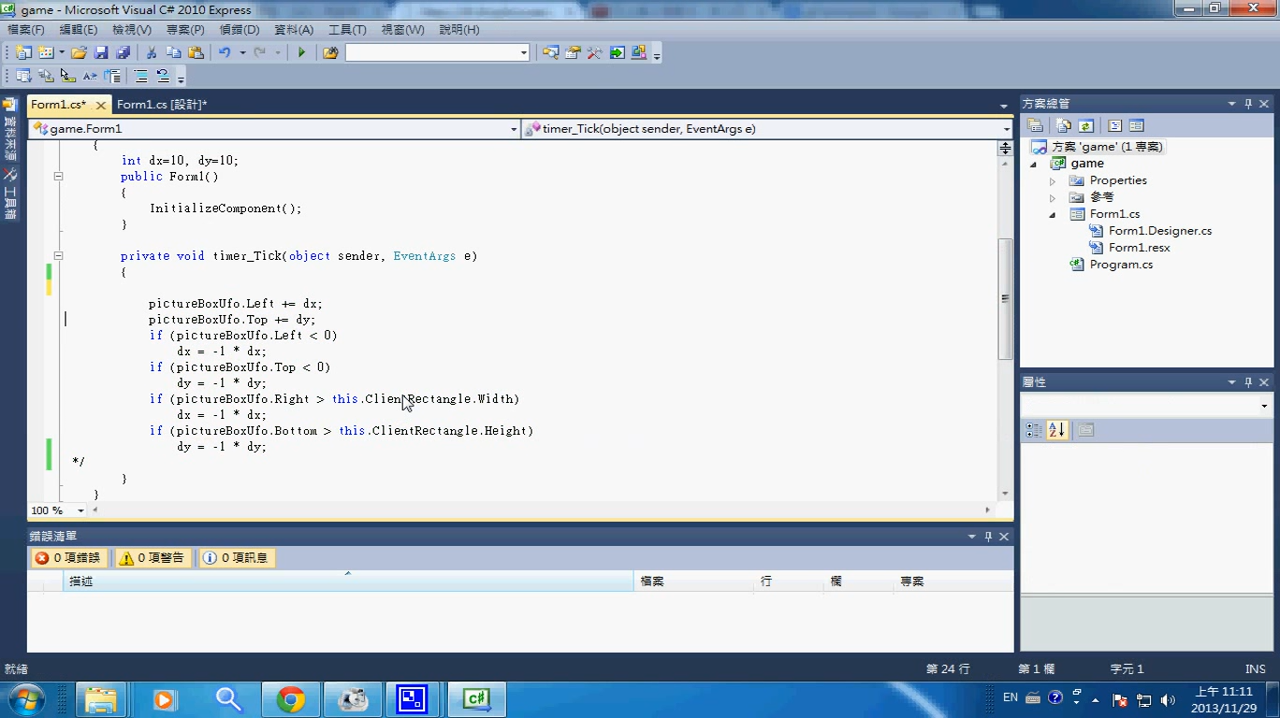 game - Microsoft Visual C# 2010 Express
檔案(F) 編輯(E) 檢視(V) 專案(P) 偵錯(D) 資料(A) 工具(T) 視窗(W) 說明(H)
Form1.cs* Form1.cs [設計]*
game.Form1 timer_Tick(object sender, EventArgs e)
資料來源
工具箱
{
int dx=10, dy=10;
public Form1()
{
InitializeComponent();
}
private void timer_Tick(object sender, EventArgs e)
{
pictureBoxUfo.Left += dx;
pictureBoxUfo.Top += dy;
if (pictureBoxUfo.Left < 0)
dx = -1 * dx;
if (pictureBoxUfo.Top < 0)
dy = -1 * dy;
if (pictureBoxUfo.Right > this.ClientRectangle.Width)
dx = -1 * dx;
if (pictureBoxUfo.Bottom > this.ClientRectangle.Height)
dy = -1 * dy;
*/
}
}
100 %
方案總管
方案 'game' (1 專案)
game
Properties
參考
Form1.cs
Form1.Designer.cs
Form1.resx
Program.cs
屬性
錯誤清單
0 項錯誤 0 項警告 0 項訊息
描述 檔案 行 欄 專案
就緒 第 24 行 第 1 欄 字元 1 INS
EN 上午 11:11
2013/11/29